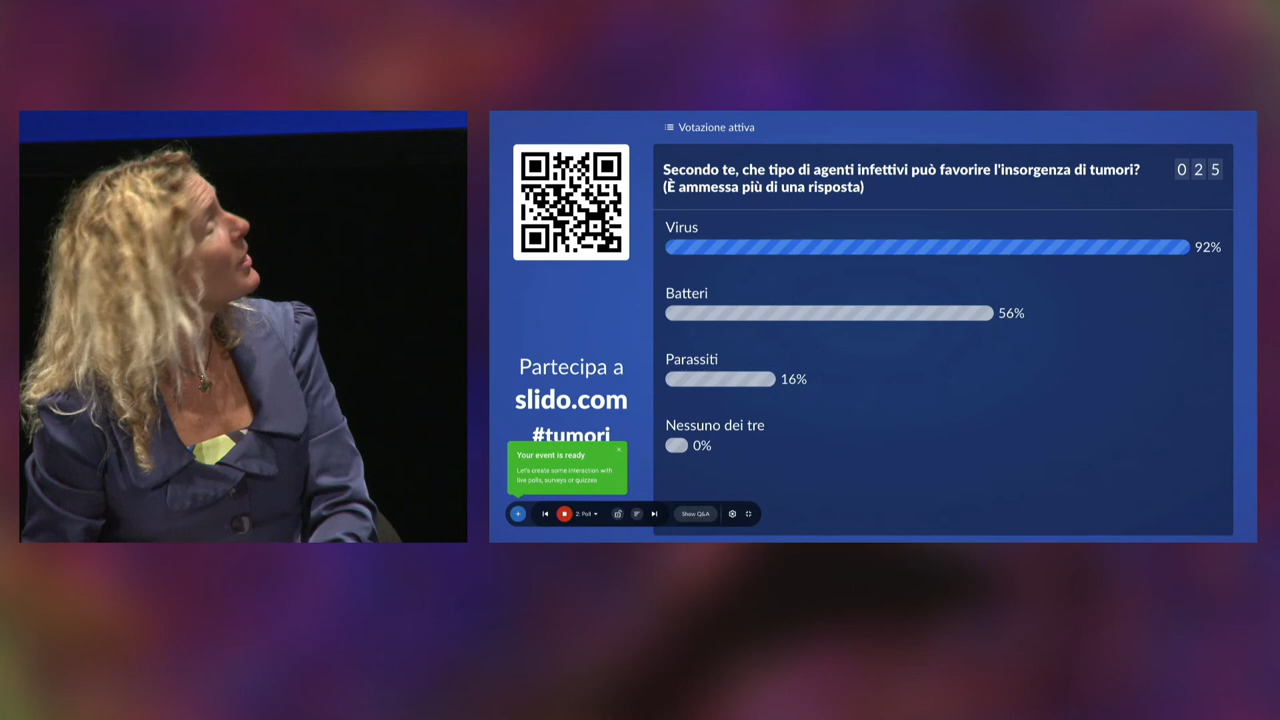 Votazione attiva
Secondo te, che tipo di agenti infettivi può favorire l'insorgenza di tumori?
(È ammessa più di una risposta)
0 2 5
Virus
92%
Batteri
56%
Parassiti
16%
Nessuno dei tre
0%
Partecipa a
slido.com
#tumori
Your event is ready
Let's create some interaction with
live polls, surveys or quizzes
2: Poll
Show Q&A